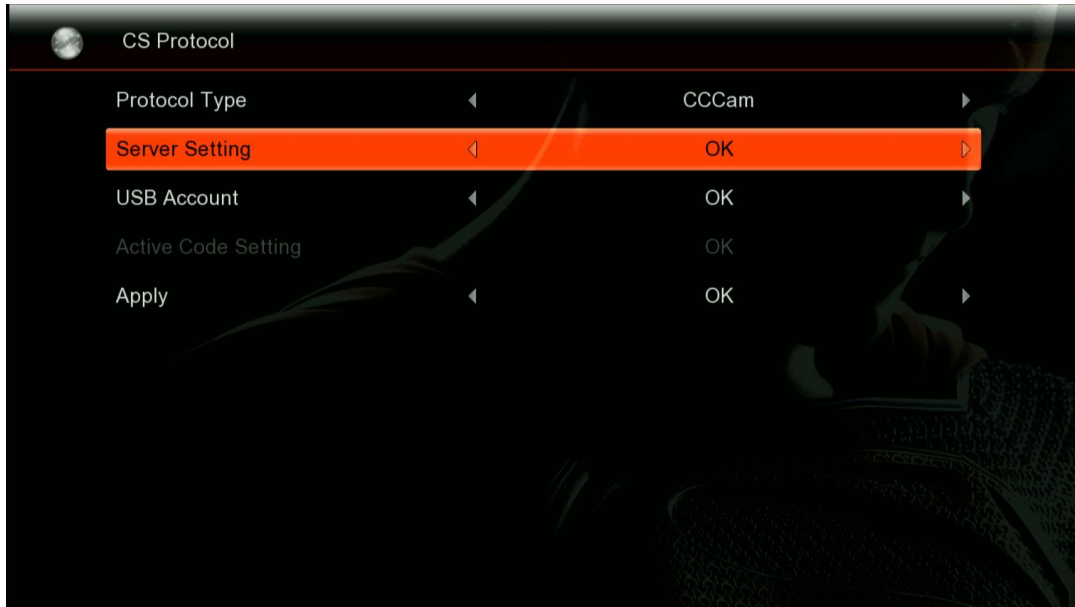 CS Protocol
Protocol Type CCCam
Server Setting OK
USB Account OK
Active Code Setting OK
Apply OK